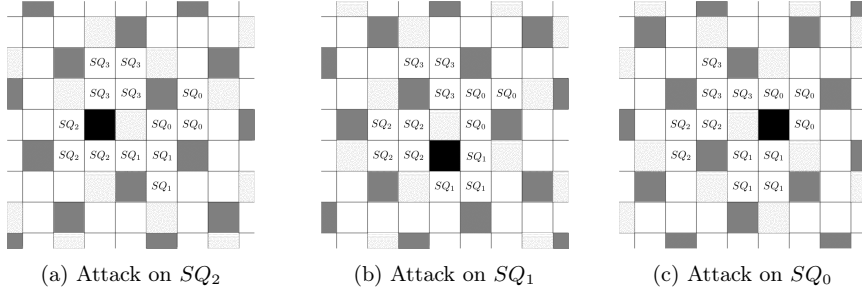 SQ₃ SQ₃
SQ₃ SQ₃ SQ₀
SQ₂ SQ₀ SQ₀
SQ₂ SQ₂ SQ₁ SQ₁
SQ₁
(a) Attack on SQ₂
SQ₃ SQ₃
SQ₃ SQ₀ SQ₀
SQ₂ SQ₂ SQ₀
SQ₂ SQ₂ SQ₁
SQ₁ SQ₁
(b) Attack on SQ₁
SQ₃
SQ₃ SQ₃ SQ₀ SQ₀
SQ₂ SQ₂ SQ₀
SQ₂ SQ₁ SQ₁
SQ₁ SQ₁
(c) Attack on SQ₀